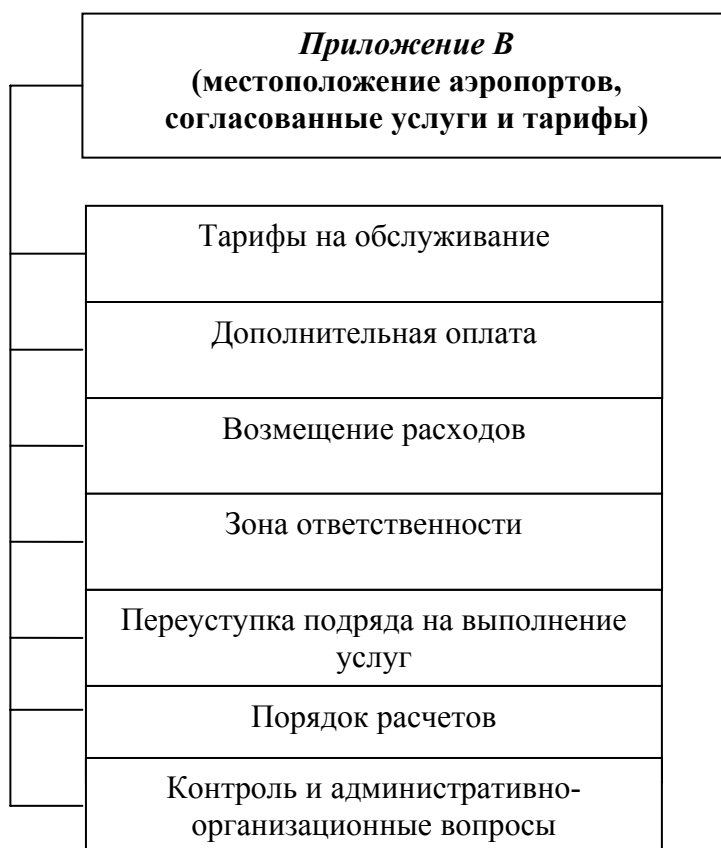 Приложение В
(местоположение аэропортов,
согласованные услуги и тарифы)
Тарифы на обслуживание
Дополнительная оплата
Возмещение расходов
Зона ответственности
Переуступка подряда на выполнение
услуг
Порядок расчетов
Контроль и административно-
организационные вопросы